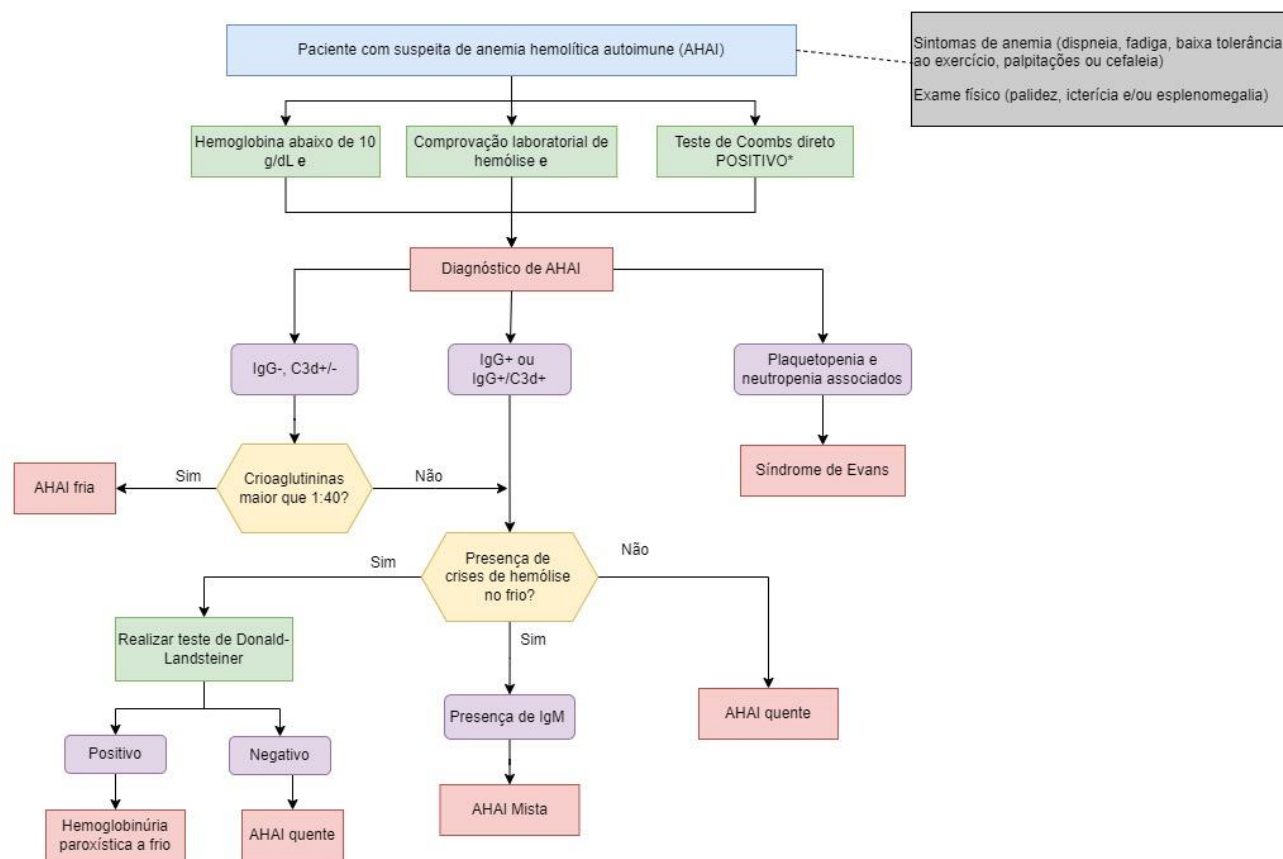 Paciente com suspeita de anemia hemolítica autoimune (AHAI)
Sintomas de anemia (dispneia, fadiga, baixa tolerância
ao exercício, palpitações ou cefaleia)
Exame físico (palidez, icterícia e/ou esplenomegalia)
Hemoglobina abaixo de 10
g/dL e
Comprovação laboratorial de
hemólise e
Teste de Coombs direto
POSITIVO*
Diagnóstico de AHAI
IgG-, C3d+/-
IgG+ ou
IgG+/C3d+
Plaquetopenia e
neutropenia associados
Síndrome de Evans
AHAI fria
Sim
Crioaglutininas
maior que 1:40?
Não
Sim
Presença de
crises de hemólise
no frio?
Não
Realizar teste de Donald-
Landsteiner
Sim
Presença de IgM
AHAI quente
Positivo
Negativo
Hemoglobinúria
paroxística a frio
AHAI quente
AHAI Mista